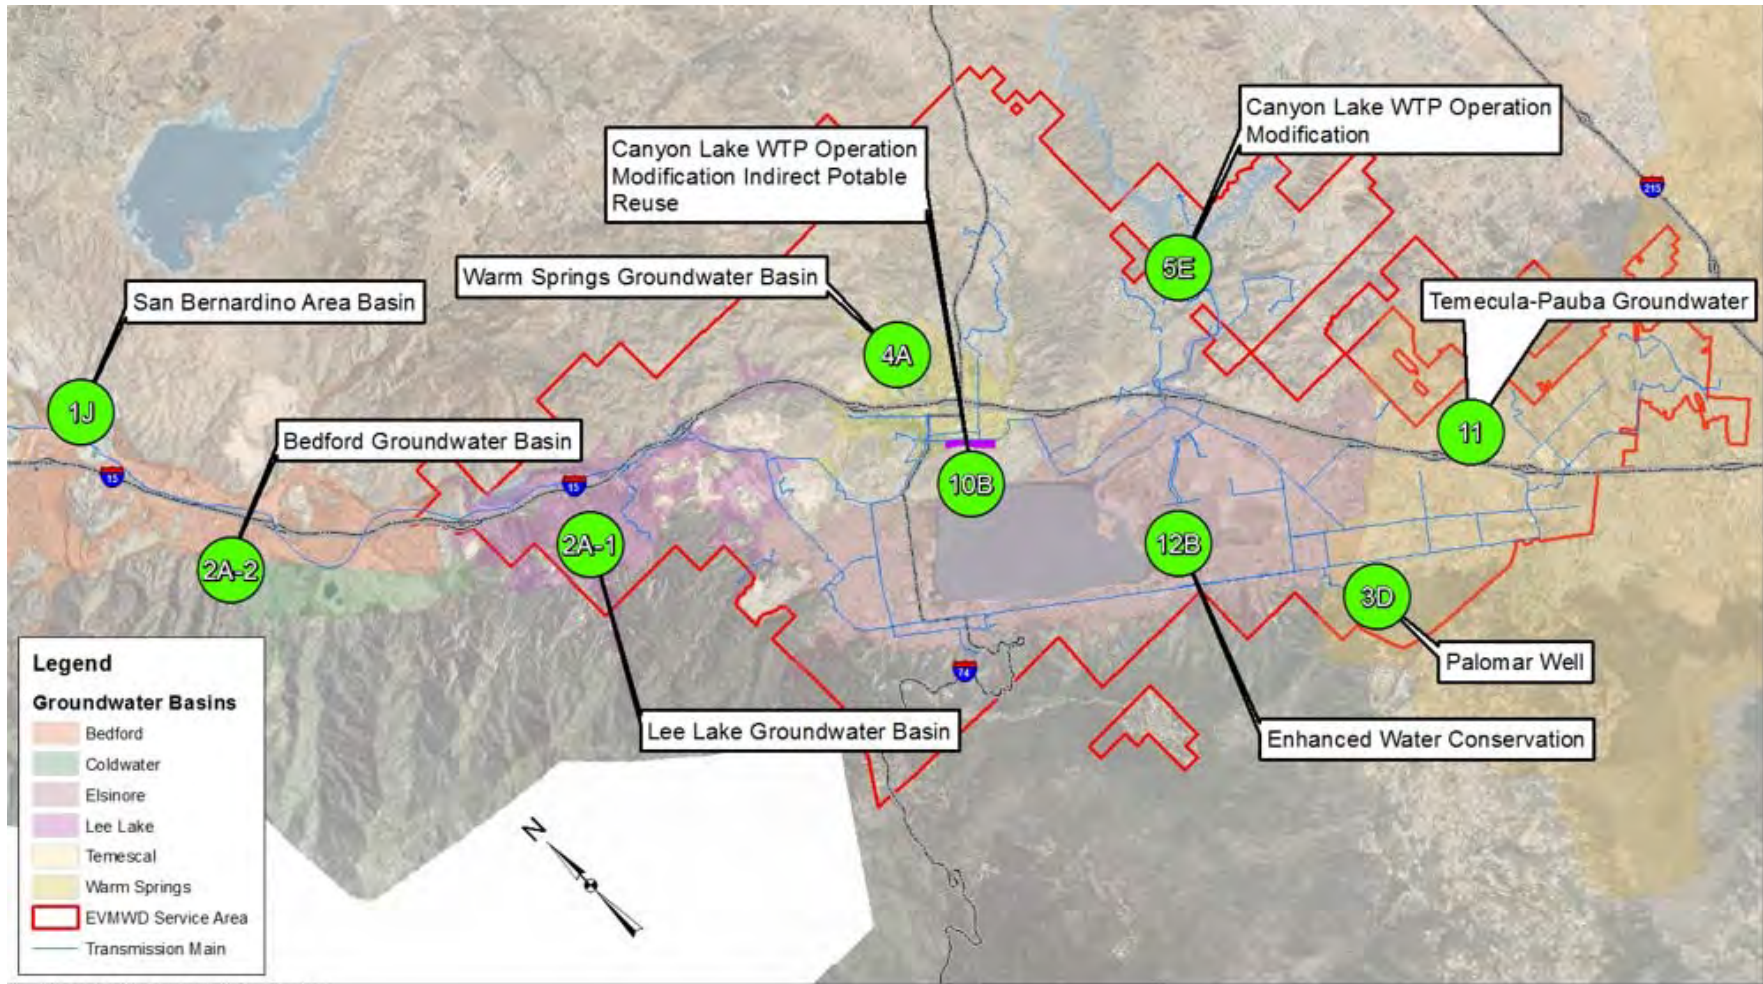 Canyon Lake WTP Operation
Modification
Canyon Lake WTP Operation
Modification Indirect Potable
Reuse
215
5E
Warm Springs Groundwater Basin
San Bernardino Area Basin
Temecula-Pauba Groundwater
4A
1J
11
Bedford Groundwater Basin
15
15
10B
2A-2
2A-1
12B
3D
74
Palomar Well
Lee Lake Groundwater Basin
Enhanced Water Conservation
Legend
Groundwater Basins
Bedford
Coldwater
Elsinore
Lee Lake
Temescal
Warm Springs
EVMWD Service Area
Transmission Main
N